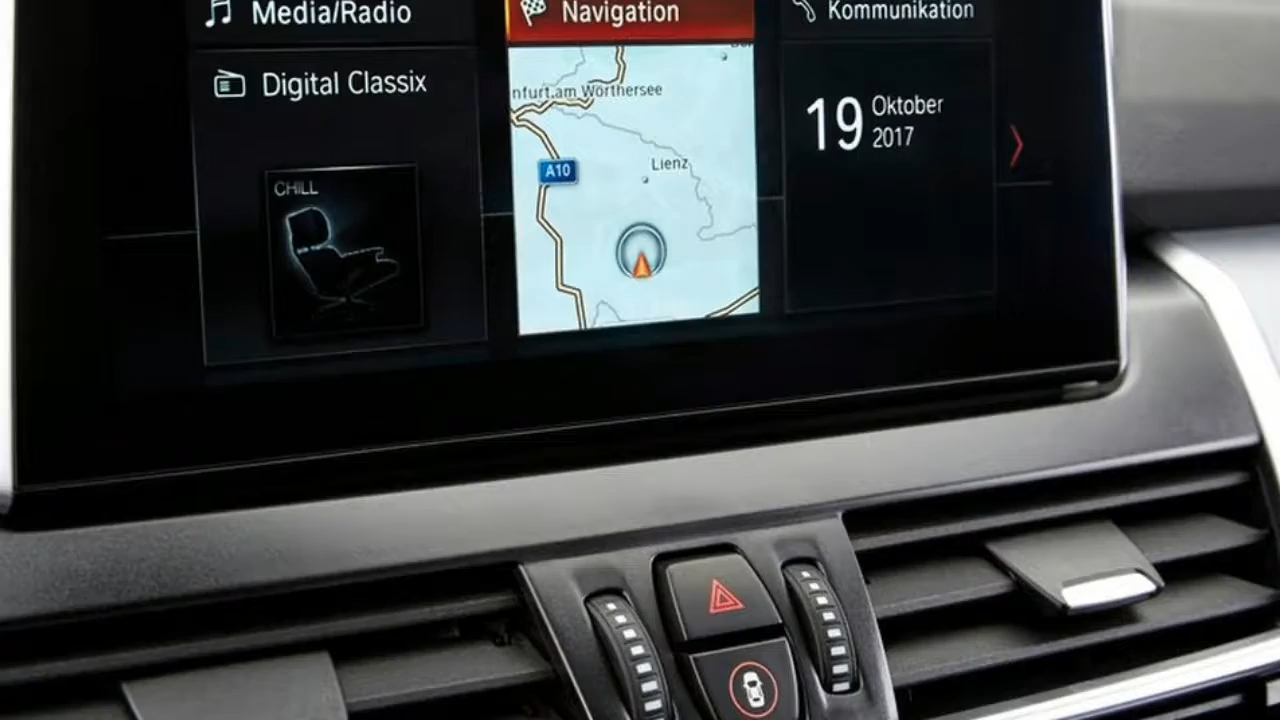 Media/Radio
Navigation
Kommunikation
Digital Classix
CHILL
nfurt am Wörthersee
A10
Lienz
19
Oktober
2017